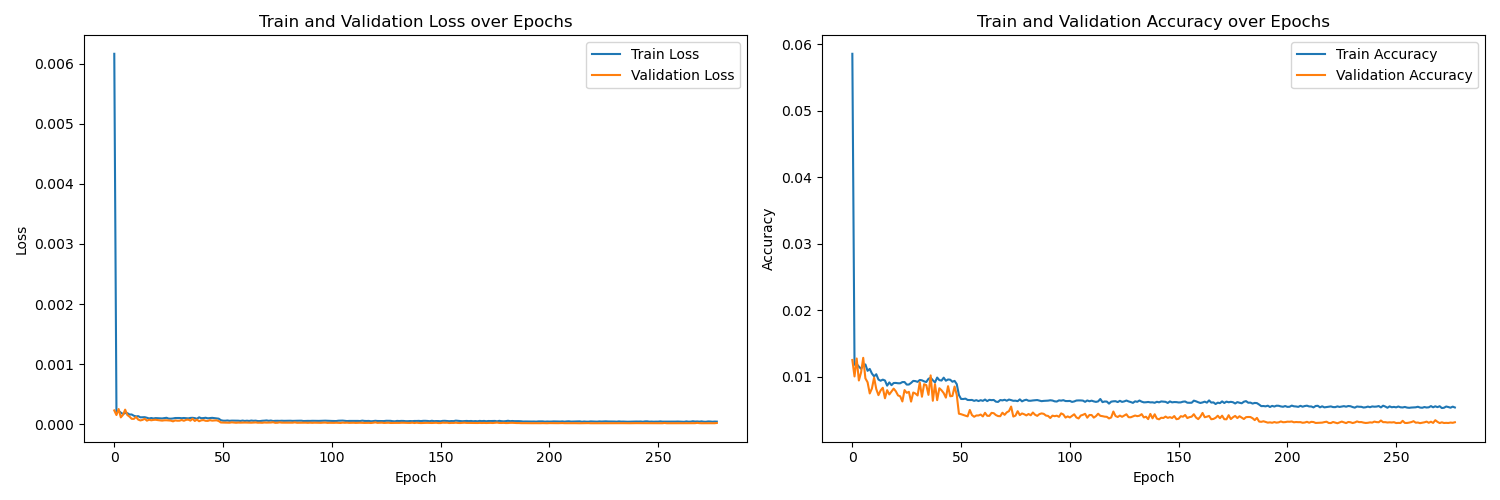 Train and Validation Loss over Epochs
Train Loss
Validation Loss
0.006
0.005
0.004
0.003
0.002
0.001
0.000
Loss
0
50
100
150
200
250
Epoch
Train and Validation Accuracy over Epochs
Train Accuracy
Validation Accuracy
0.06
0.05
0.04
0.03
0.02
0.01
Accuracy
0
50
100
150
200
250
Epoch